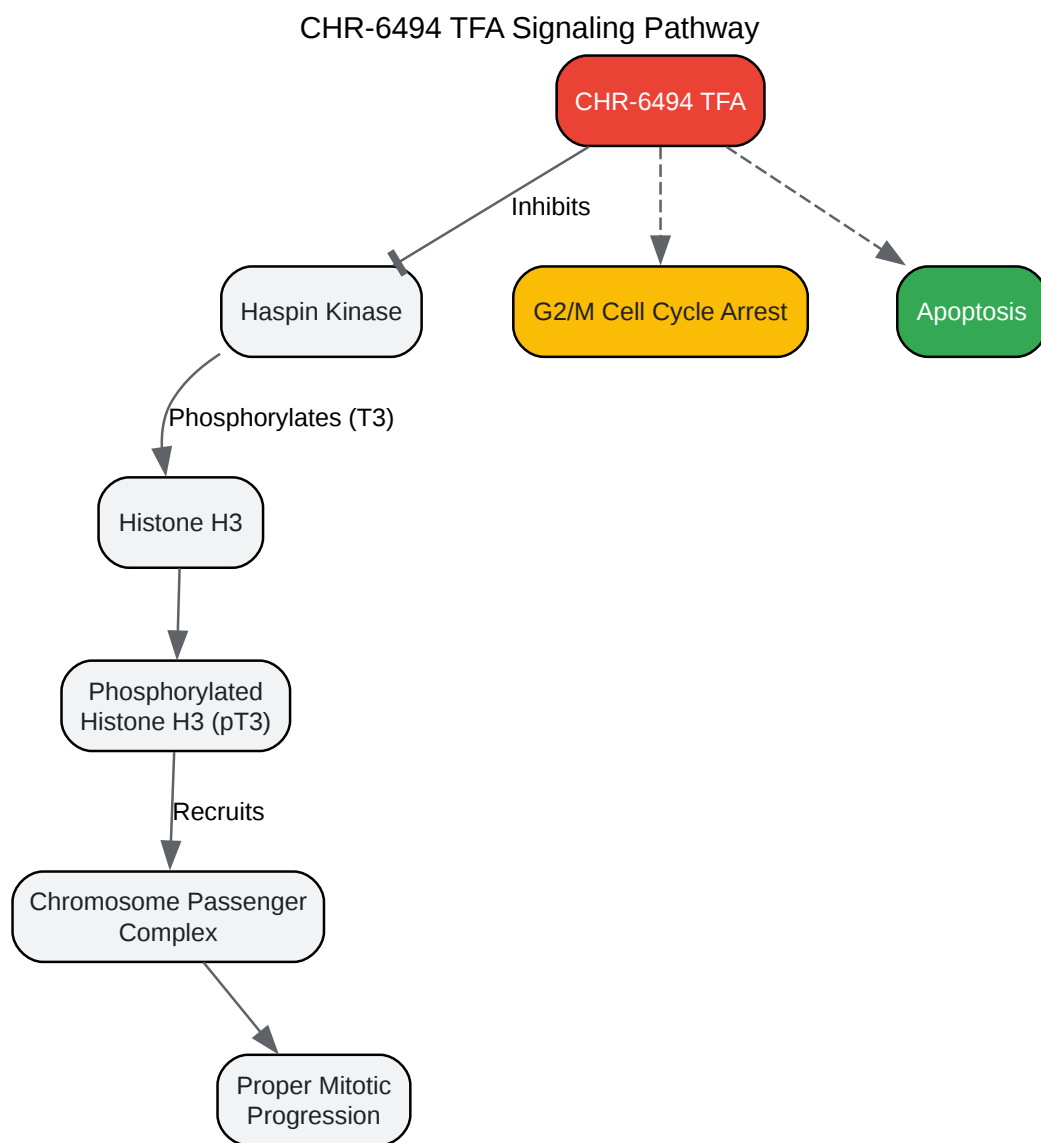 CHR-6494 TFA Signaling Pathway
CHR-6494 TFA
Inhibits
Haspin Kinase
G2/M Cell Cycle Arrest
Apoptosis
Phosphorylates (T3)
Histone H3
Phosphorylated
Histone H3 (pT3)
Recruits
Chromosome Passenger
Complex
Proper Mitotic
Progression